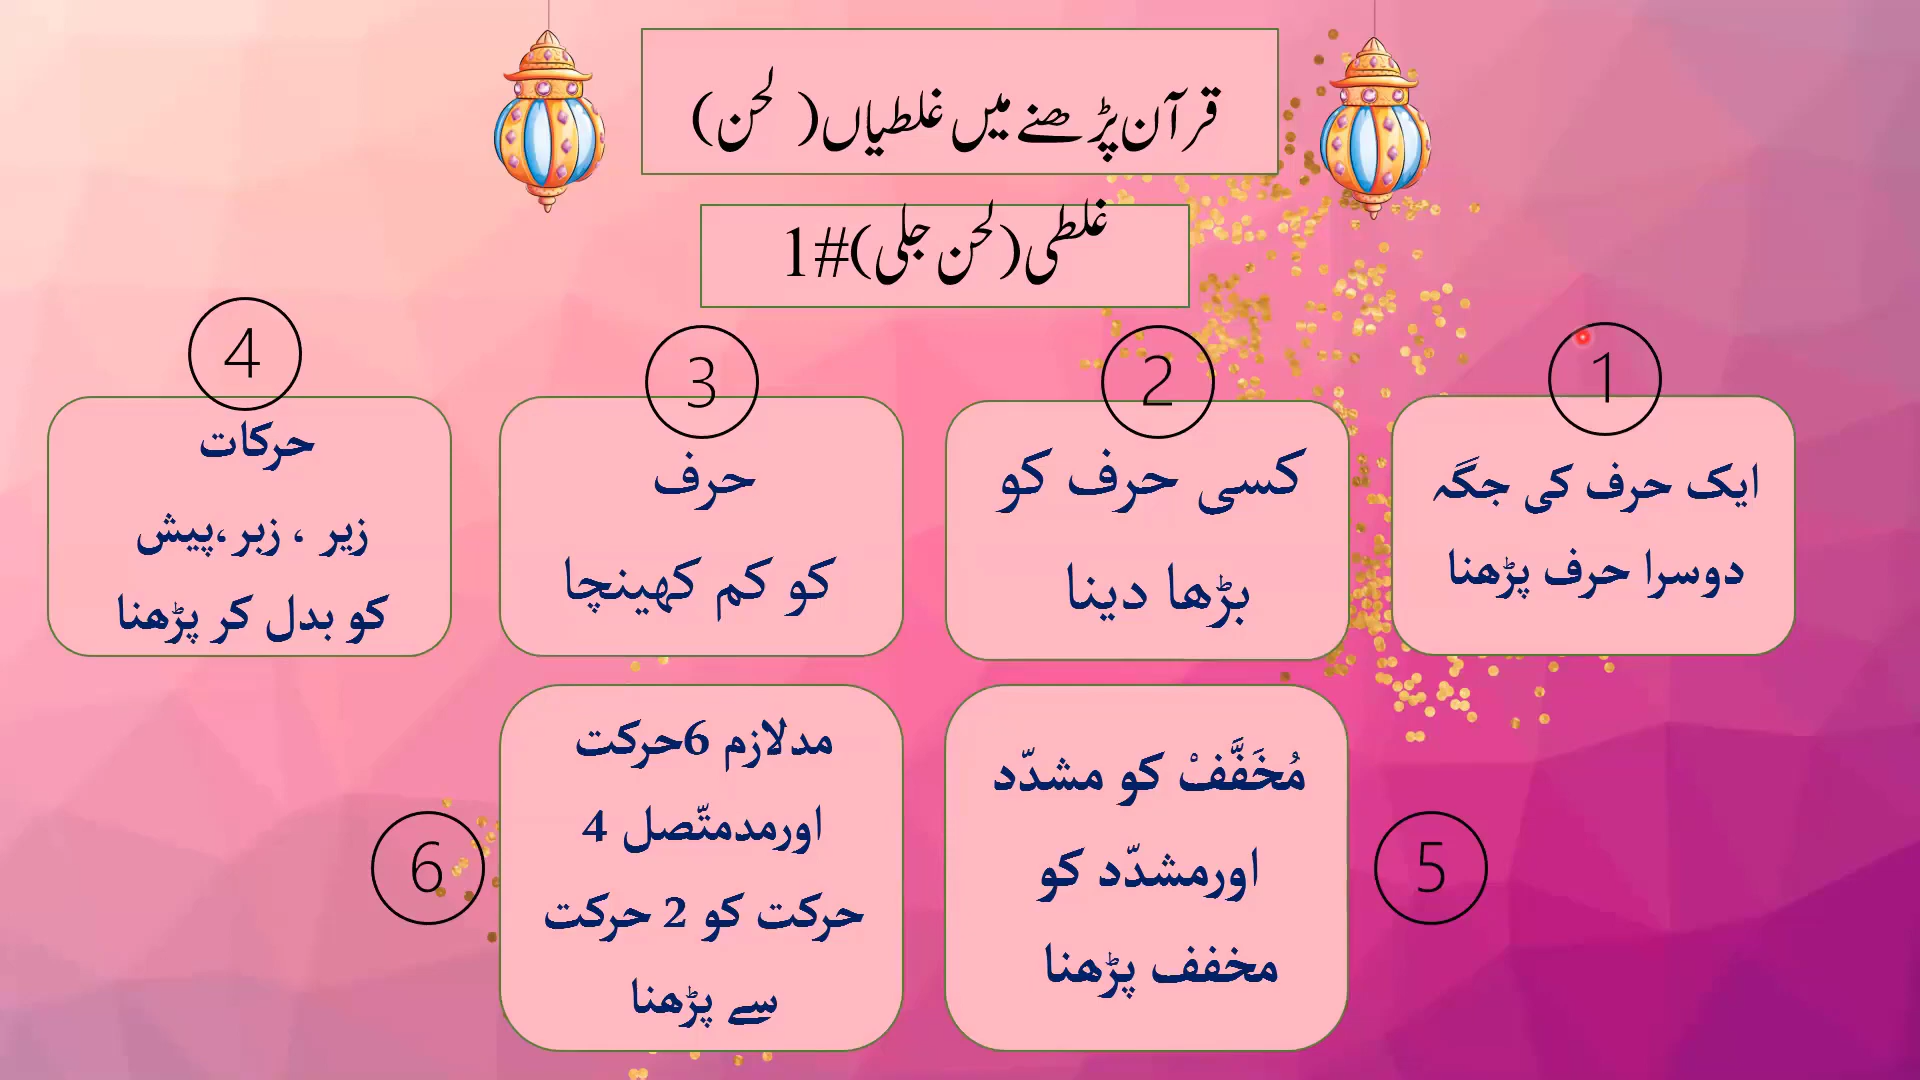 قرآن پڑھنے میں غلطیاں( لحن)
غلطی(لحن جلی)#1
1
ایک حرف کی جگہ
دوسرا حرف پڑھنا
2
کسی حرف کو
بڑھا دینا
3
حرف
کو کم کھینچا
4
حرکات
زیر ، زبر ،پیش
کو بدل کر پڑھنا
5
مُخَفَّفْ کو مشدّد
اورمشدّد کو
مخفف پڑھنا
6
مدلازم 6حرکت
اورمدمتّصل 4
حرکت کو 2 حرکت
سے پڑھنا